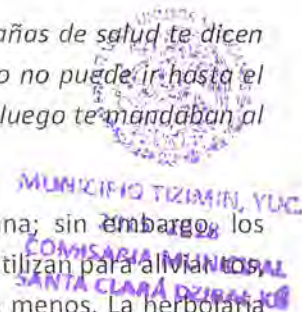 añas de salud te dicen
o no puede ir hasta el
luego te mandaban al
MUNICIPIO TIZIMIN, YUC.
na; sin embargo, los
COMISARIA MUNICIPAL
tilizan para aliviar tos,
SANTA CLARA
menos. La herbolaria